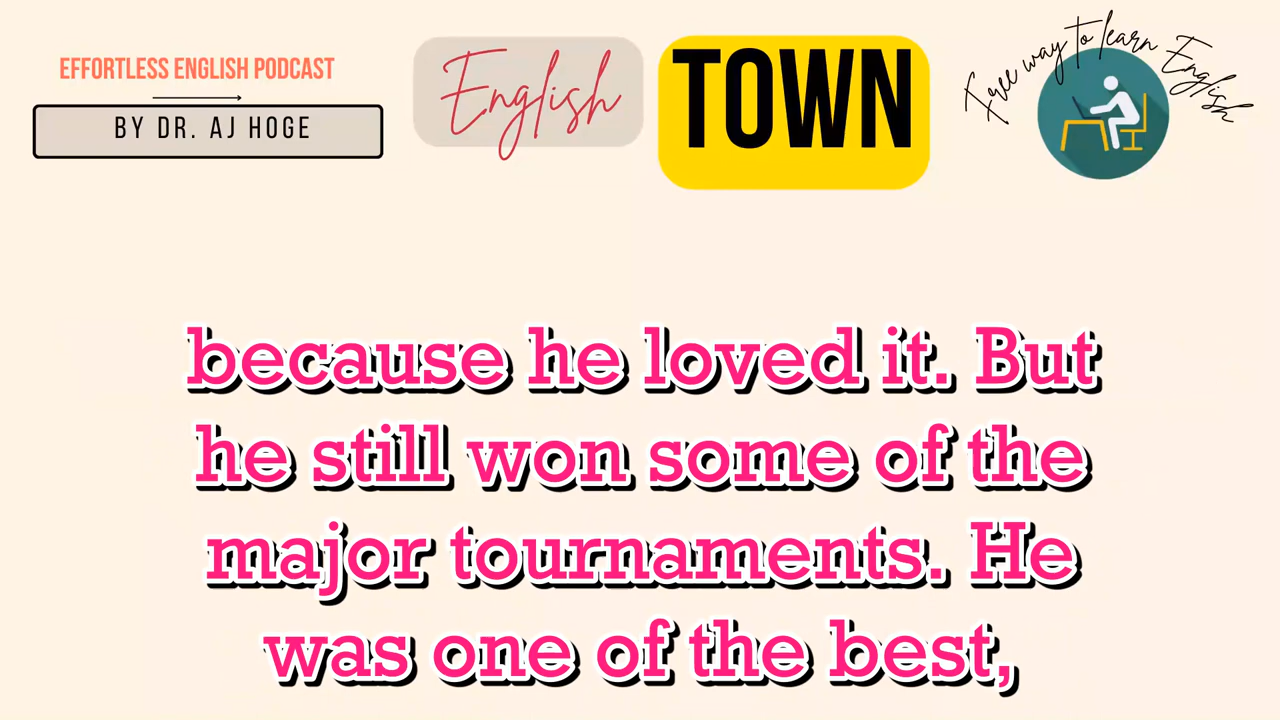 EFFORTLESS ENGLISH PODCAST
BY DR. AJ HOGE
English
TOWN
Free way to learn English
because he loved it. But
he still won some of the
major tournaments. He
was one of the best,